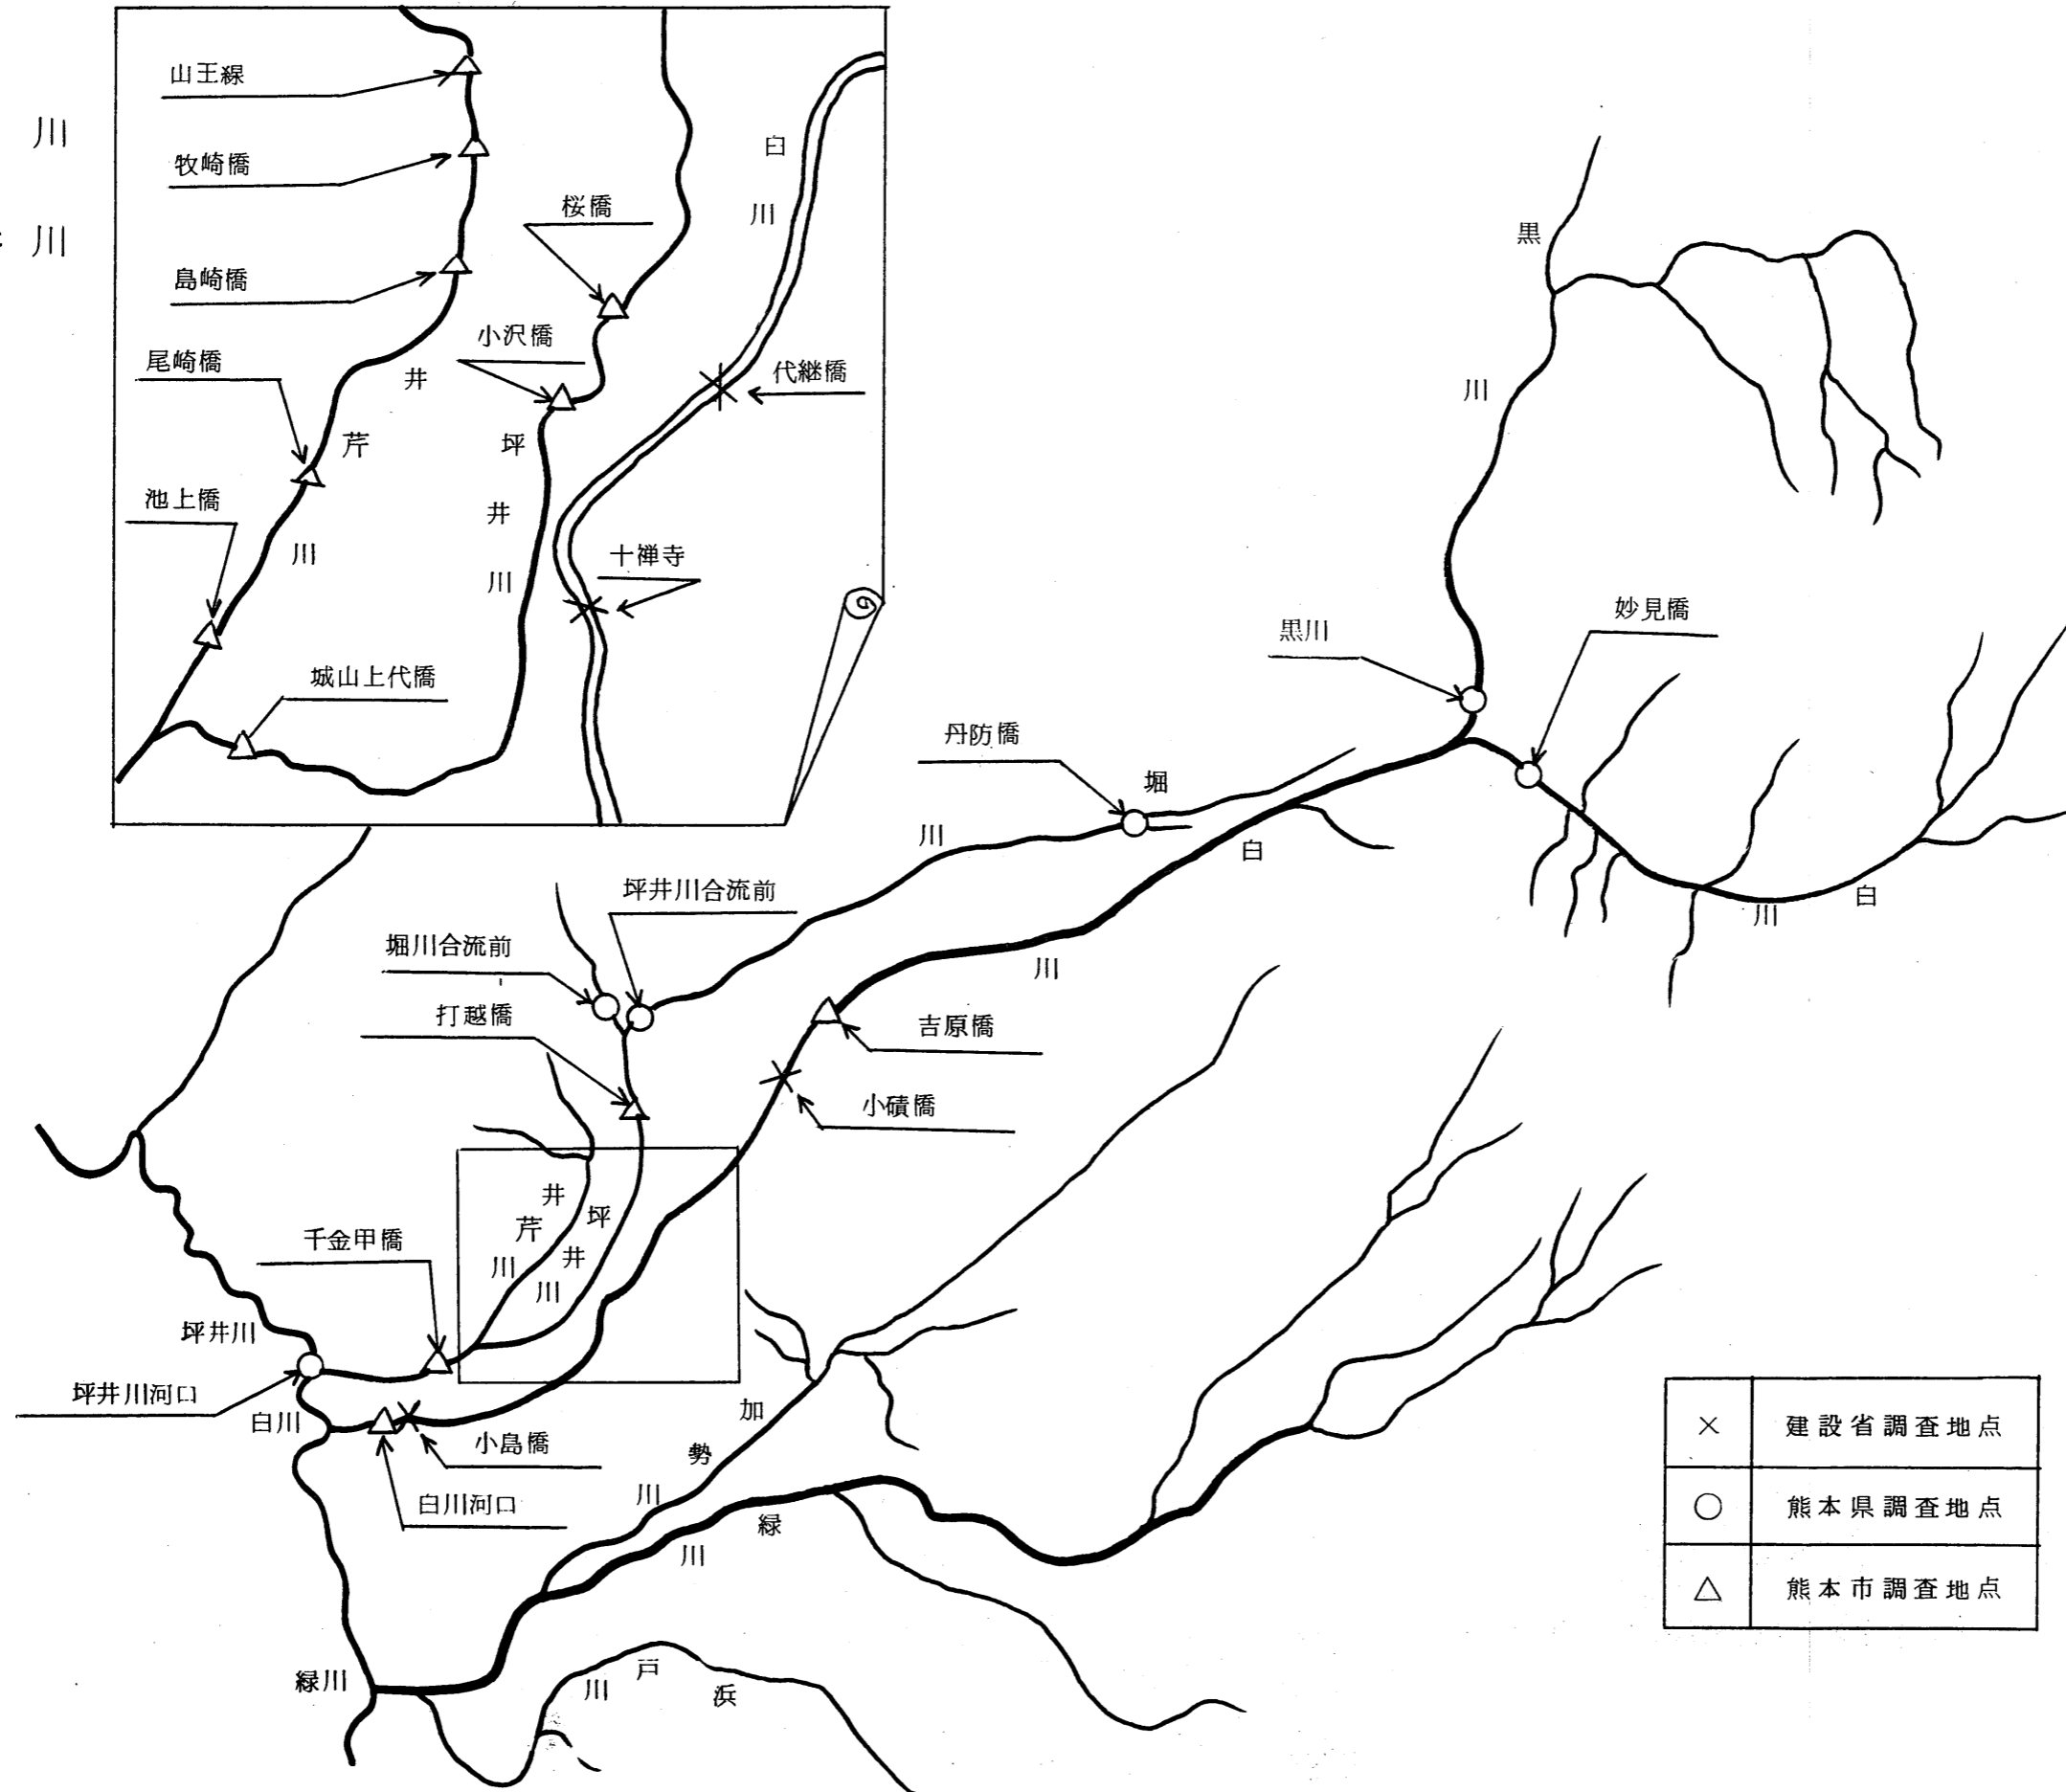 川
川
山王線
牧崎橋
島崎橋
尾崎橋
池上橋
城山上代橋
井芹川
桜橋
小沢橋
坪井川
白川
代継橋
十禅寺
黒川
黒川
妙見橋
丹防橋
堀川
白川
白川
坪井川合流前
堀川合流前
打越橋
吉原橋
小磧橋
井芹川
坪井川
千金甲橋
坪井川
坪井川河口
白川
小島橋
白川河口
加勢川
緑川
緑川
浜戸川
× 建設省調査地点
○ 熊本県調査地点
△ 熊本市調査地点